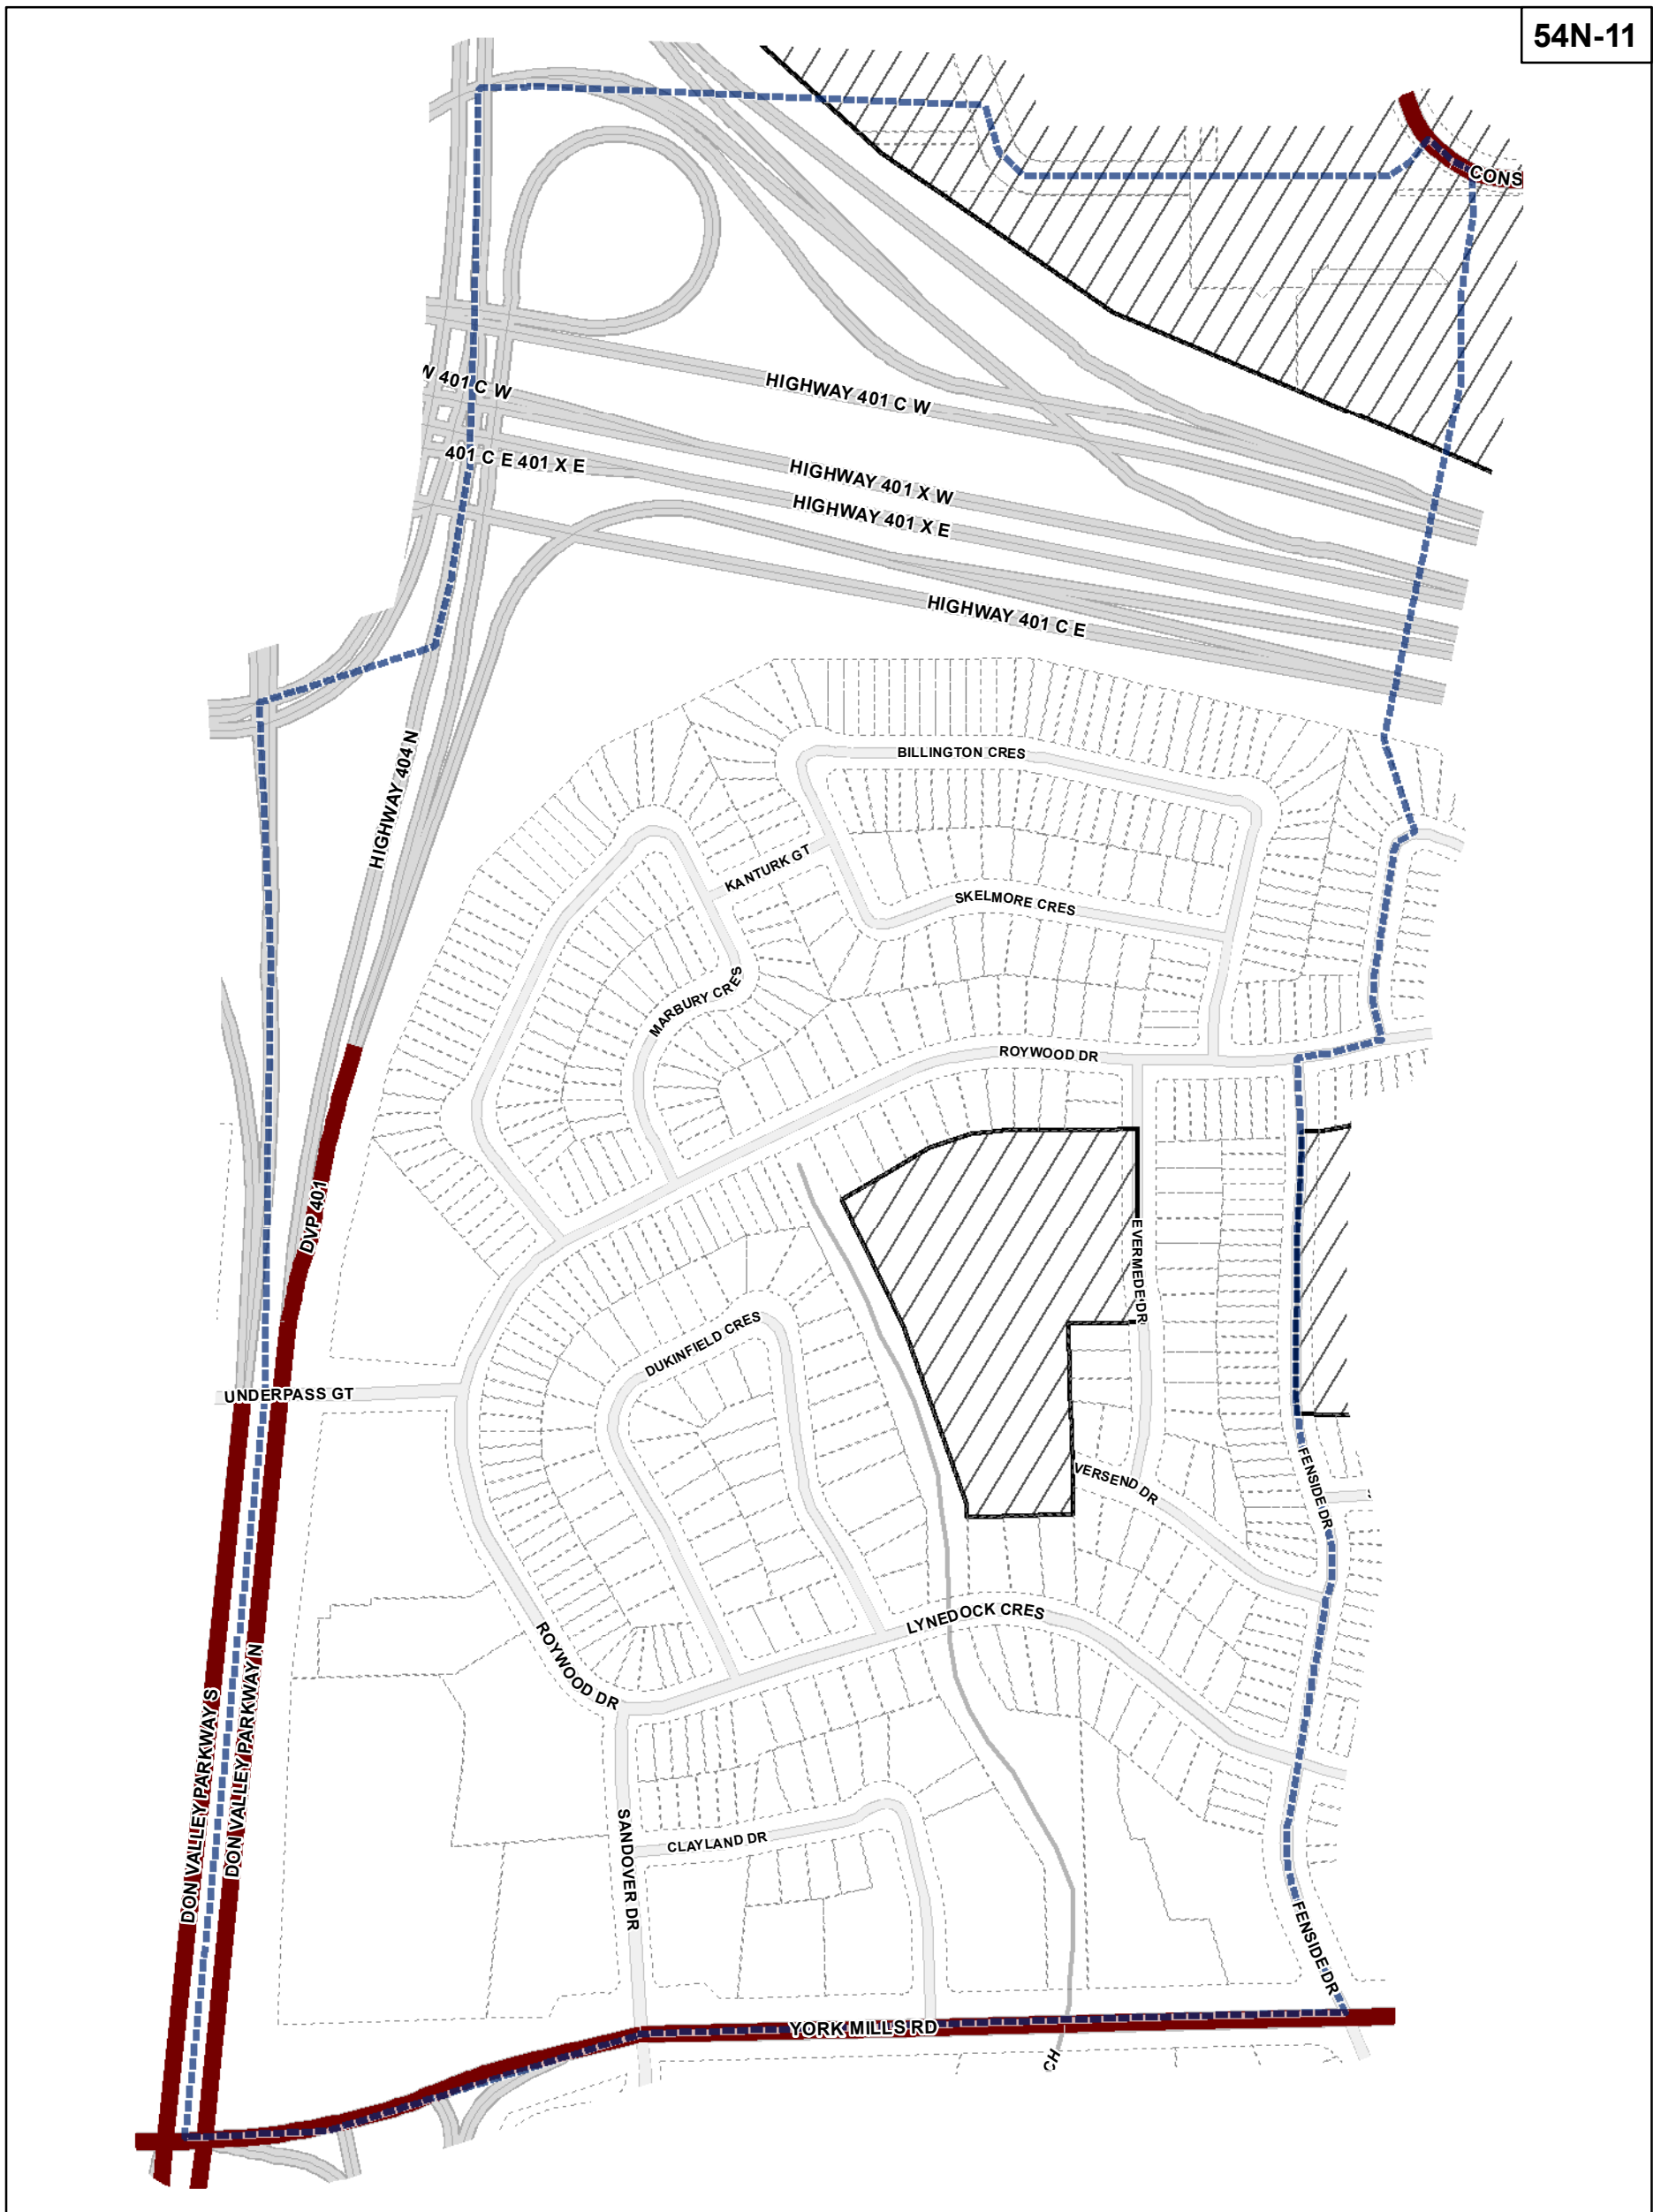 54N-11
CONS
W 401 C W
HIGHWAY 401 C W
401 C E 401 X E
HIGHWAY 401 X W
HIGHWAY 401 X E
HIGHWAY 401 C E
HIGHWAY 404 N
BILLINGTON CRES
KANTURK GT
SKELMORE CRES
MARBURY CRES
ROYWOOD DR
DVP 401
EVERMEDE DR
DUKINFIELD CRES
UNDERPASS GT
VERSEND DR
FENSIDE DR
LYNEDOCK CRES
ROYWOOD DR
DON VALLEY PARKWAY S
DON VALLEY PARKWAY N
SANDOVER DR
CLAYLAND DR
FENSIDE DR
YORK MILLS RD
CH